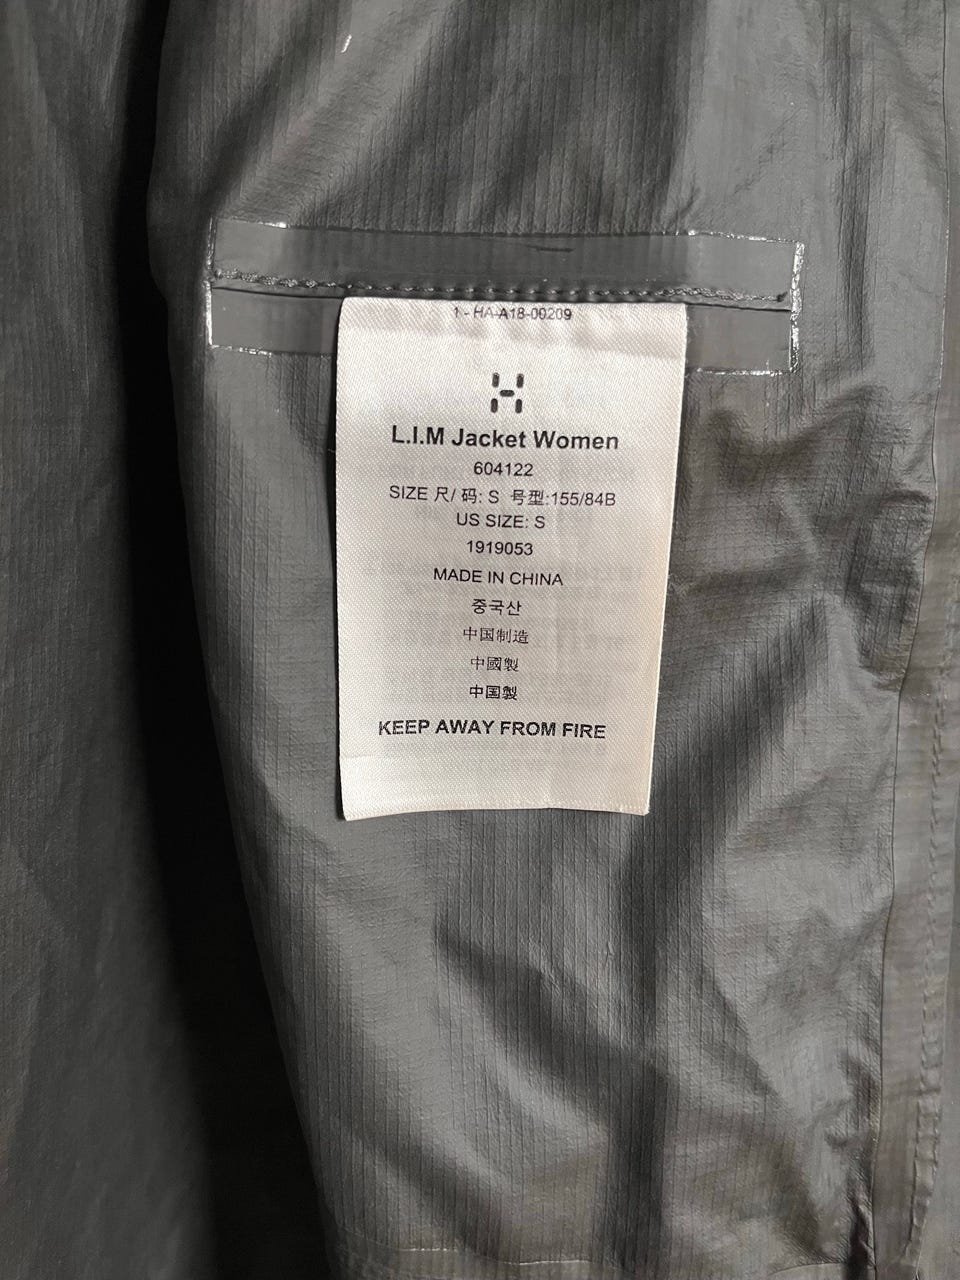 1 - HA-A18-00209
L.I.M Jacket Women
604122
SIZE 尺/ 码: S 号型:155/84B
US SIZE: S
1919053
MADE IN CHINA
중국산
中国制造
中國製
中国製
KEEP AWAY FROM FIRE